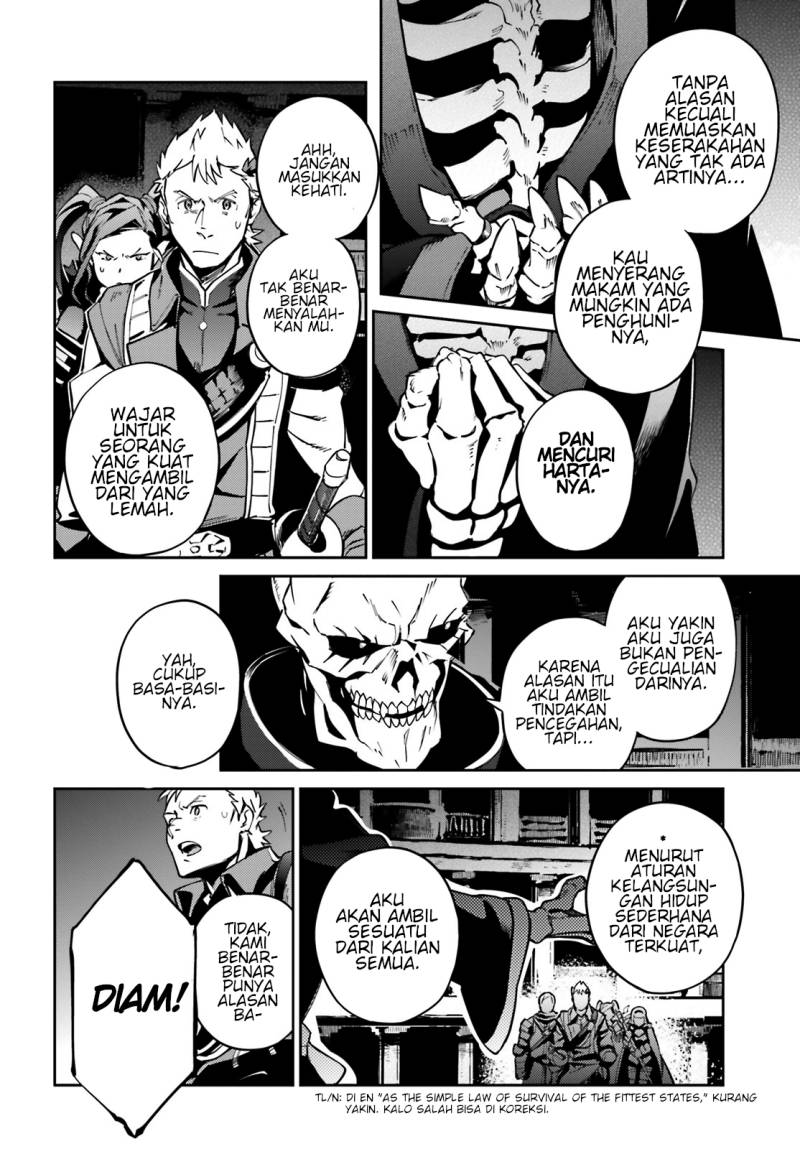 TANPA
ALASAN
KECUALI
MEMUASKAN
KESERAKAHAN
YANG TAK ADA
ARTINYA...
KAU
MENYERANG
MAKAM YANG
MUNGKIN ADA
PENGHUNI-
NYA,
DAN
MENCURI
HARTA-
NYA.
AHH,
JANGAN
MASUKKAN
KEHATI.
AKU
TAK BENAR-
BENAR
MENYALAH-
KAN MU.
WAJAR
UNTUK
SEORANG
YANG KUAT
MENGAMBIL
DARI YANG
LEMAH.
AKU YAKIN
AKU JUGA
BUKAN PEN-
GECUALIAN
DARINYA.
KARENA
ALASAN ITU
AKU AMBIL
TINDAKAN
PENCEGAHAN,
TAPI...
YAH,
CUKUP
BASA-BASI-
NYA.
*
MENURUT
ATURAN
KELANGSUN-
GAN HIDUP
SEDERHANA
DARI NEGARA
TERKUAT,
AKU
AKAN AMBIL
SESUATU
DARI KALIAN
SEMUA.
TIDAK,
KAMI
BENAR-
BENAR
PUNYA
ALASAN
BA-
DIAM!
TL/N: DI EN "AS THE SIMPLE LAW OF SURVIVAL OF THE FITTEST STATES," KURANG
YAKIN. KALO SALAH BISA DI KOREKSI.